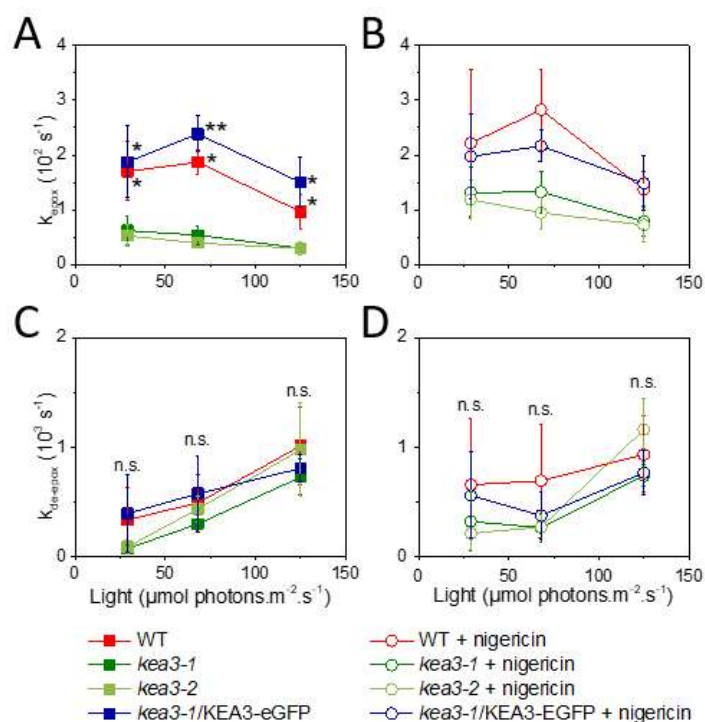 A
B
4
3
2
1
0
k_epox (10² s⁻¹)
*
*
**
*
*
*
0 50 100 150
4
3
2
1
0
0 50 100 150
C
D
2
1
0
k_de-epox (10³ s⁻¹)
n.s.
n.s.
n.s.
n.s.
n.s.
n.s.
2
1
0
0 50 100 150
0 50 100 150
Light (µmol photons.m⁻².s⁻¹)
Light (µmol photons.m⁻².s⁻¹)
WT
kea3-1
kea3-2
kea3-1/KEA3-eGFP
WT + nigericin
kea3-1 + nigericin
kea3-2 + nigericin
kea3-1/KEA3-EGFP + nigericin